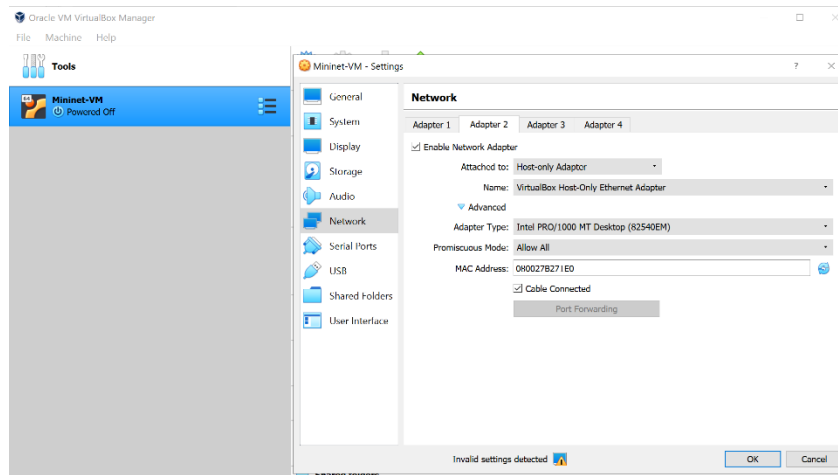 Oracle VM VirtualBox Manager
File Machine Help
Tools
Mininet-VM
Powered Off
Mininet-VM - Settings
?
General
System
Display
Storage
Audio
Network
Serial Ports
USB
Shared Folders
User Interface
Network
Adapter 1 Adapter 2 Adapter 3 Adapter 4
Enable Network Adapter
Attached to: Host-only Adapter
Name: VirtualBox Host-Only Ethernet Adapter
Advanced
Adapter Type: Intel PRO/1000 MT Desktop (82540EM)
Promiscuous Mode: Allow All
MAC Address:
Cable Connected
Port Forwarding
Invalid settings detected
OK Cancel